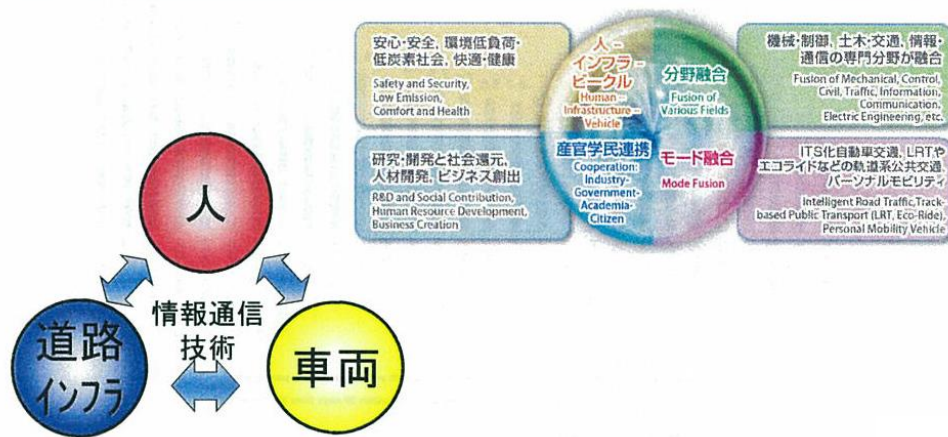 安心・安全, 環境低負荷・
低炭素社会, 快適・健康
Safety and Security,
Low Emission,
Comfort and Health
人 –
インフラ –
ビークル
Human –
Infrastructure –
Vehicle
分野融合
Fusion of
Various Fields
機械・制御, 土木・交通, 情報・
通信の専門分野が融合
Fusion of Mechanical, Control,
Civil, Traffic, Information,
Communication,
Electric Engineering, etc.
研究・開発と社会還元,
人材開発, ビジネス創出
R&D and Social Contribution,
Human Resource Development,
Business Creation
産官学民連携
Cooperation:
Industry-
Government-
Academia-
Citizen
モード融合
Mode Fusion
ITS化自動車交通, LRTや
エコライドなどの軌道系公共交通,
パーソナルモビリティ
Intelligent Road Traffic, Track-
based Public Transport (LRT, Eco-Ride),
Personal Mobility Vehicle
人
情報通信
技術
道路
インフラ
車両